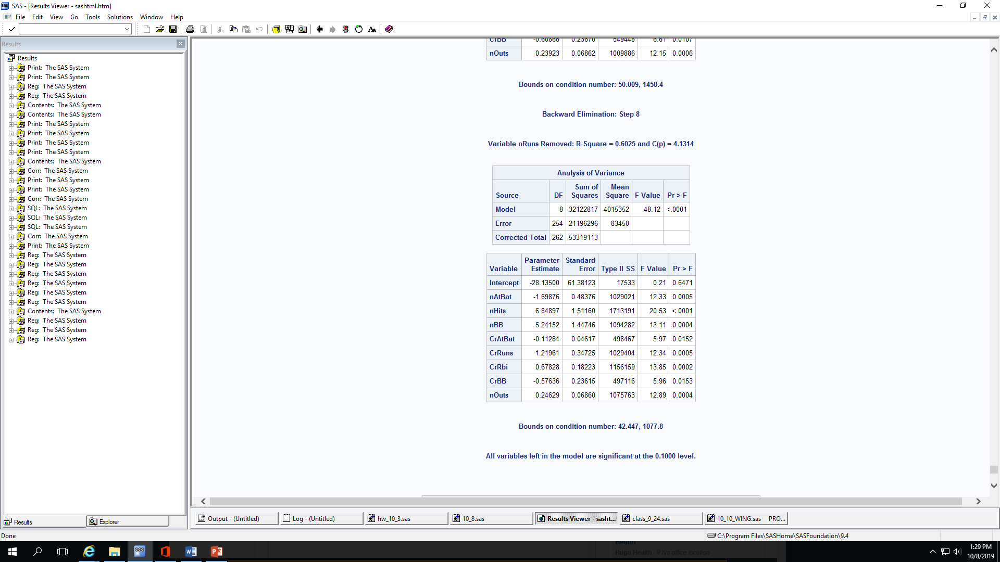 SAS - [Results Viewer - sashtml.htm]
File Edit View Go Tools Solutions Window Help
Results
Results
Print: The SAS System
Print: The SAS System
Reg: The SAS System
Reg: The SAS System
Contents: The SAS System
Contents: The SAS System
Print: The SAS System
Print: The SAS System
Print: The SAS System
Print: The SAS System
Contents: The SAS System
Corr: The SAS System
Print: The SAS System
Print: The SAS System
Corr: The SAS System
SQL: The SAS System
SQL: The SAS System
SQL: The SAS System
Corr: The SAS System
Print: The SAS System
Reg: The SAS System
Reg: The SAS System
Reg: The SAS System
Reg: The SAS System
Reg: The SAS System
Reg: The SAS System
Contents: The SAS System
Reg: The SAS System
Reg: The SAS System
Reg: The SAS System
Results Explorer
CrBB -0.60866 0.23670 549448 6.61 0.0107
nOuts 0.23923 0.06862 1009886 12.15 0.0006
Bounds on condition number: 50.009, 1458.4
Backward Elimination: Step 8
Variable nRuns Removed: R-Square = 0.6025 and C(p) = 4.1314
Analysis of Variance
Source DF Sum of Squares Mean Square F Value Pr > F
Model 8 32122817 4015352 48.12 <.0001
Error 254 21196296 83450
Corrected Total 262 53319113
Variable Parameter Estimate Standard Error Type II SS F Value Pr > F
Intercept -28.13500 61.38123 17533 0.21 0.6471
nAtBat -1.69876 0.48376 1029021 12.33 0.0005
nHits 6.84897 1.51160 1713191 20.53 <.0001
nBB 5.24152 1.44746 1094282 13.11 0.0004
CrAtBat -0.11284 0.04617 498467 5.97 0.0152
CrRuns 1.21961 0.34725 1029404 12.34 0.0005
CrRbi 0.67828 0.18223 1156159 13.85 0.0002
CrBB -0.57636 0.23615 497116 5.96 0.0153
nOuts 0.24629 0.06860 1075763 12.89 0.0004
Bounds on condition number: 42.447, 1077.8
All variables left in the model are significant at the 0.1000 level.
Output - (Untitled) Log - (Untitled) hw_10_3.sas 10_8.sas Results Viewer - sasht... class_9_24.sas 10_10_WING.sas PRO...
Done C:\Program Files\SASHome\SASFoundation\9.4
Health
Hugo Health No office location
1:29 PM
10/8/2019